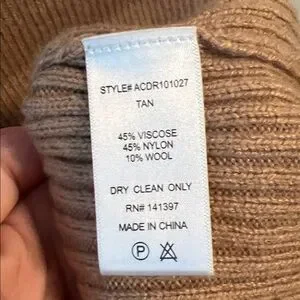 STYLE# ACDR101027
TAN
45% VISCOSE
45% NYLON
10% WOOL
DRY CLEAN ONLY
RN# 141397
MADE IN CHINA
P